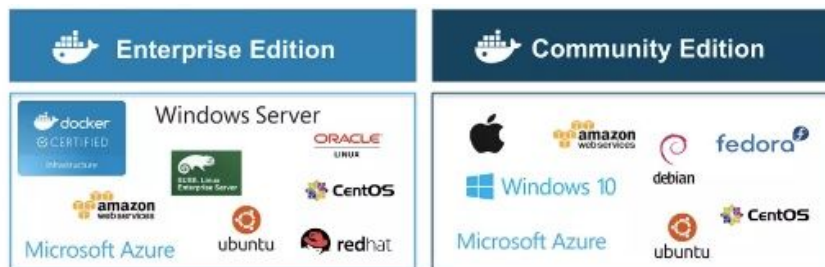 Enterprise Edition
docker
CERTIFIED
Infrastructure
Windows Server
ORACLE
LINUX
SUSE. Linux
Enterprise Server
CentOS
amazon
webservices
Microsoft Azure
ubuntu
redhat
Community Edition
amazon
webservices
debian
fedora
Windows 10
CentOS
Microsoft Azure
ubuntu